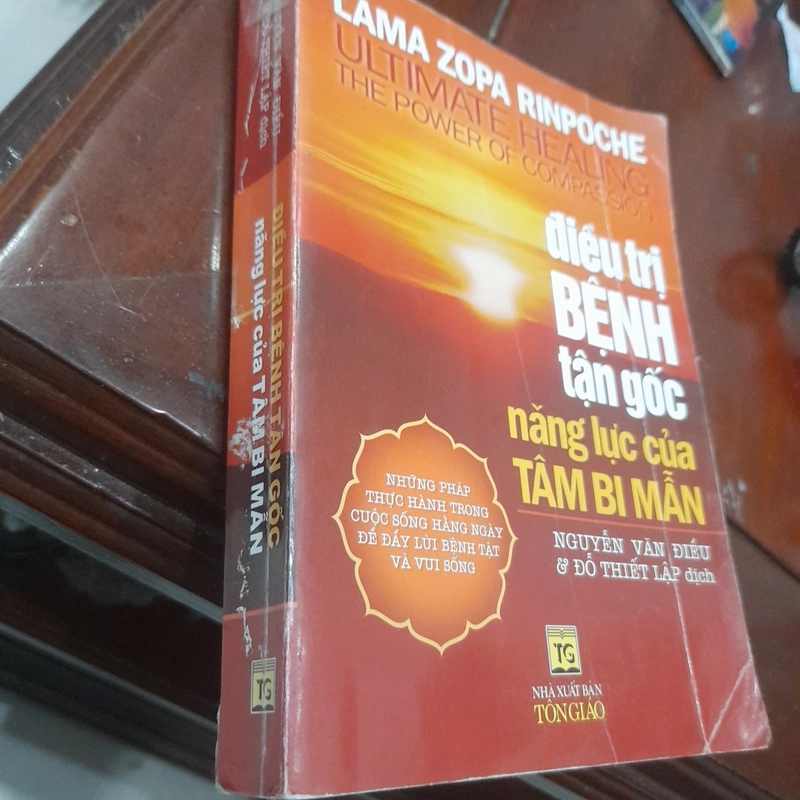 LAMA ZOPA RINPOCHE
ULTIMATE HEALING
THE POWER OF COMPASSION
điều trị
BỆNH
tận gốc
năng lực của
TÂM BI MẪN
NGUYỄN VĂN ĐIỀU
& ĐỖ THIẾT LẬP dịch
NHỮNG PHÁP
THỰC HÀNH TRONG
CUỘC SỐNG HÀNG NGÀY
ĐỂ ĐẨY LÙI BỆNH TẬT
VÀ VUI SỐNG
TG
NHÀ XUẤT BẢN
TÔN GIÁO
ĐIỀU TRỊ BỆNH TẬN GỐC
năng lực của TÂM BI MẪN
TG